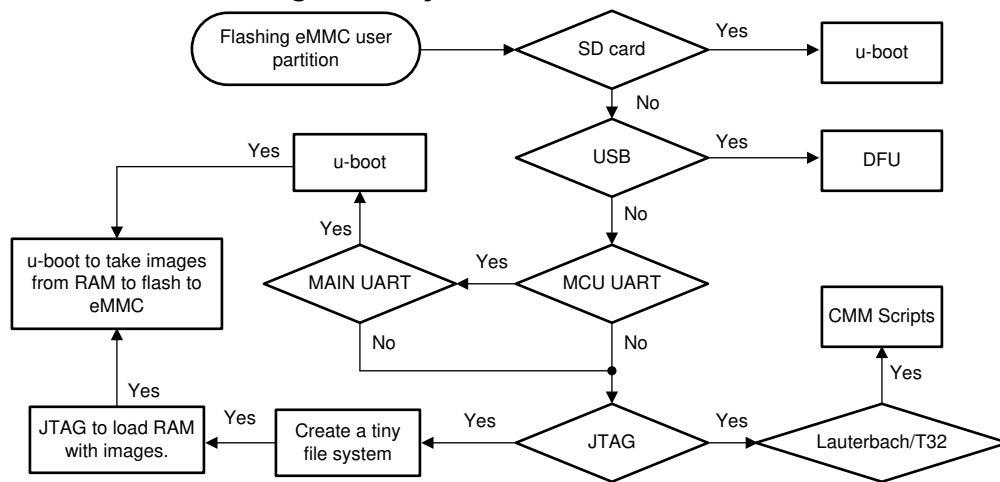 Flashing eMMC user
partition
SD card
Yes
u-boot
No
USB
Yes
DFU
No
Yes
u-boot
Yes
MAIN UART
Yes
MCU UART
u-boot to take images
from RAM to flash to
eMMC
CMM Scripts
No
No
Yes
Yes
JTAG to load RAM
with images.
Yes
Create a tiny
file system
Yes
JTAG
Yes
Lauterbach/T32